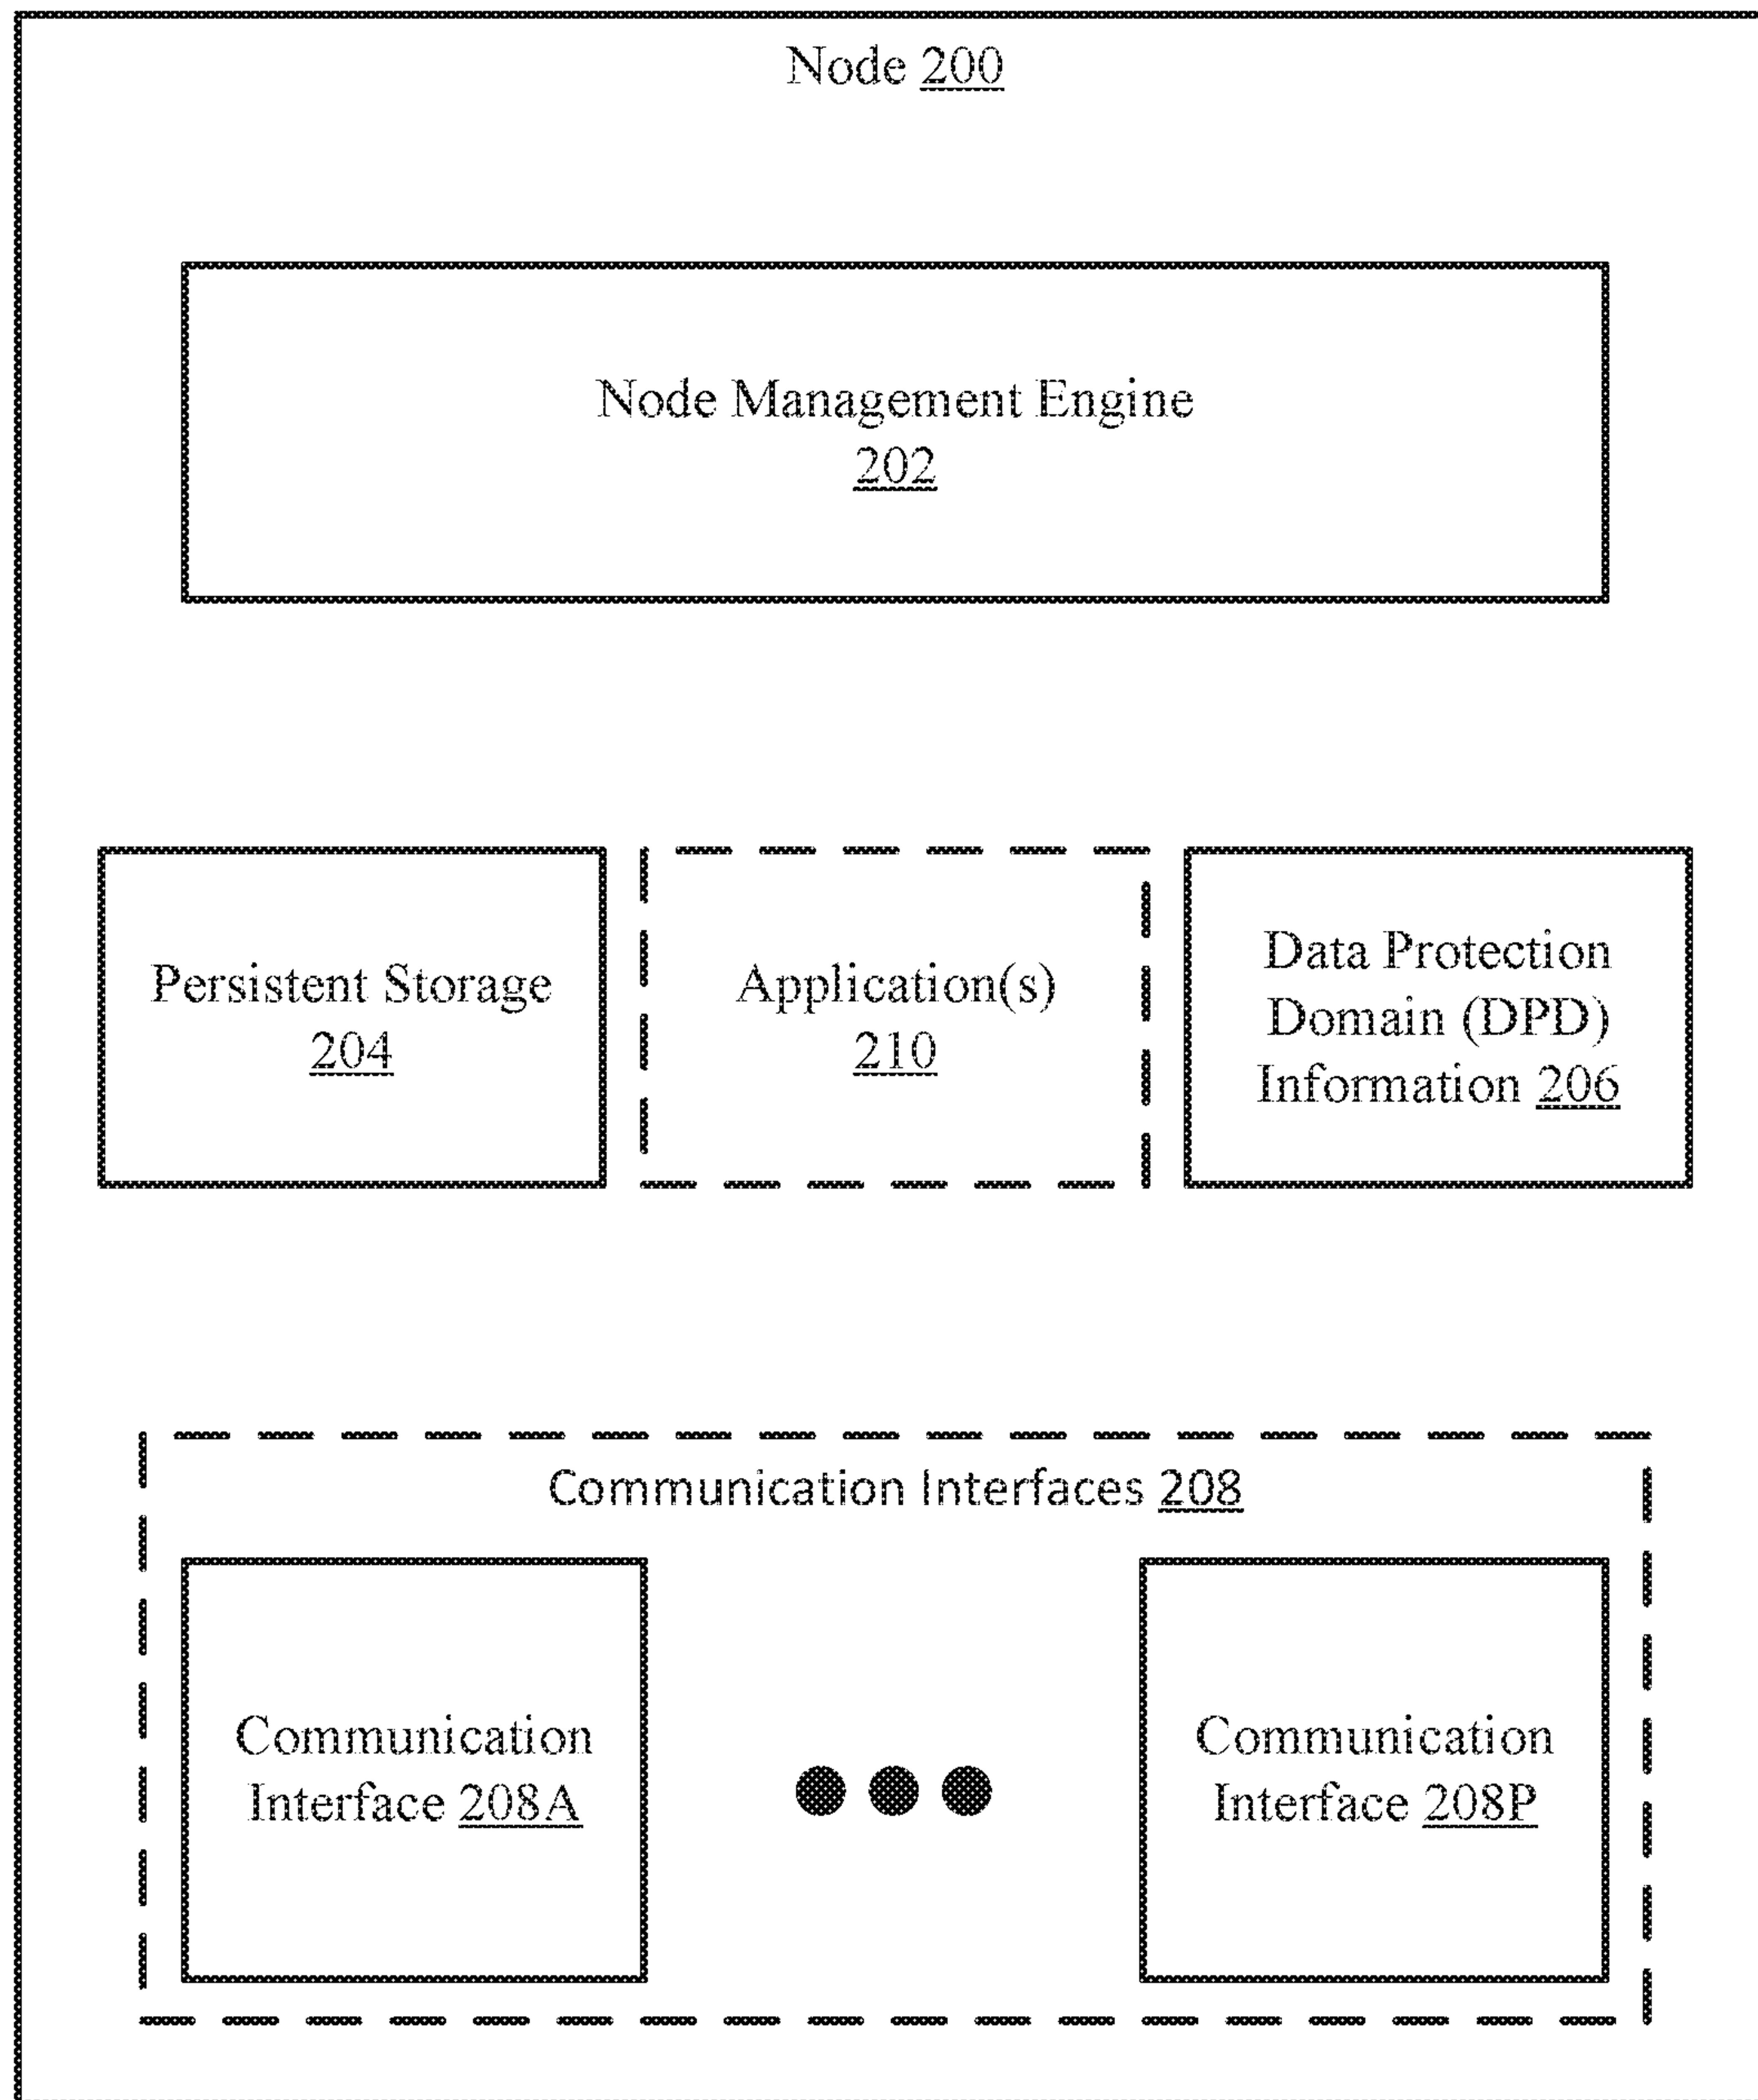 Node 200
Node Management Engine
202
Persistent Storage
204
Application(s)
210
Data Protection
Domain (DPD)
Information 206
Communication Interfaces 208
Communication
Interface 208A
Communication
Interface 208P